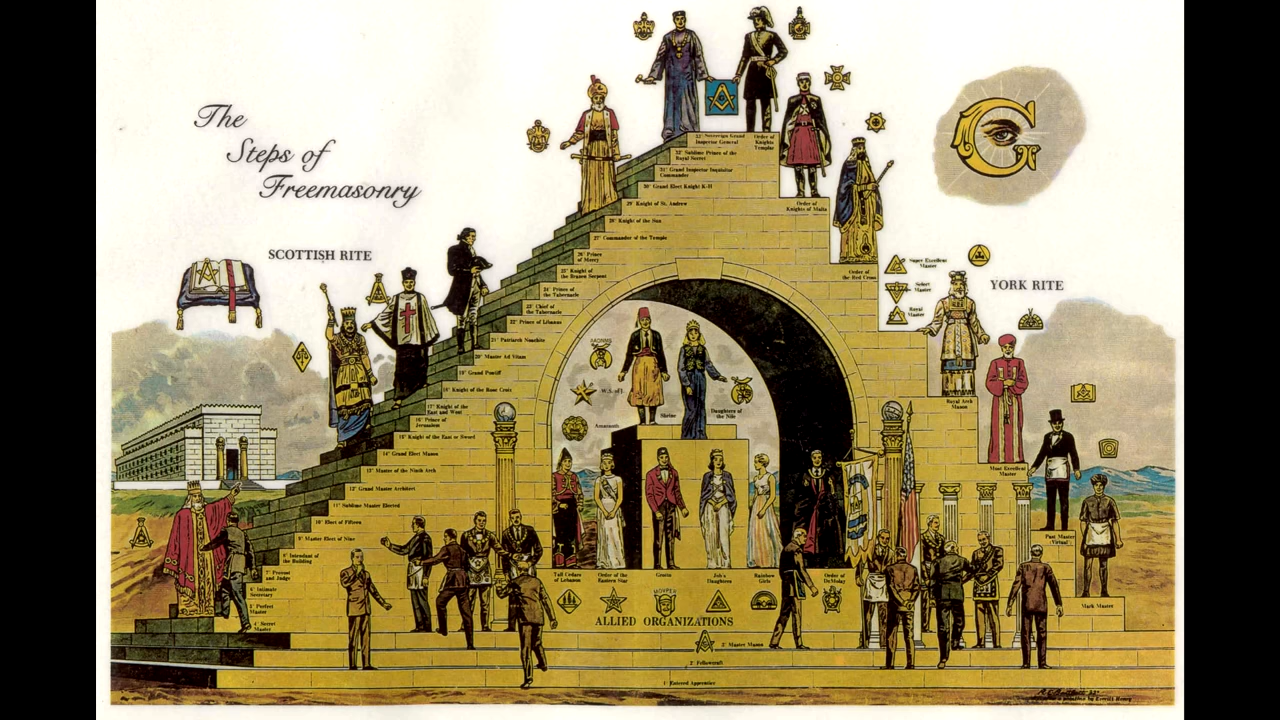 The
Steps of
Freemasonry
SCOTTISH RITE
YORK RITE
G
33° Sovereign Grand
Inspector General
32° Sublime Prince of the
Royal Secret
31° Grand Inspector Inquisitor
Commander
30° Grand Elect Knight K-H
29° Knight of St. Andrew
28° Knight of the Sun
27° Commander of the Temple
26° Prince
of Mercy
25° Knight of
the Brazen Serpent
24° Prince of
the Tabernacle
23° Chief of
the Tabernacle
22° Prince of Libanus
21° Patriarch Noachite
20° Master Ad Vitam
19° Grand Pontiff
18° Knight of the Rose Croix
17° Knight of the
East and West
16° Prince of
Jerusalem
15° Knight of the East or Sword
14° Grand Elect Mason
13° Master of the Ninth Arch
12° Grand Master Architect
11° Sublime Master Elected
10° Elect of Fifteen
9° Master Elect of Nine
8° Intendant of
the Building
7° Provost
and Judge
6° Intimate
Secretary
5° Perfect
Master
4° Secret
Master
Order of
Knights
Templar
Order of
Knights of Malta
Order of
the Red Cross
Super Excellent
Master
Select
Master
Royal
Master
Royal Arch
Mason
Most Excellent
Master
Past Master
(Virtual)
Mark Master
AAONMS
W.S. of J.
Amaranth
Shrine
Daughters of
the Nile
Tall Cedars
of Lebanon
Order of the
Eastern Star
Grotto
Job's
Daughters
Rainbow
Girls
Order of
DeMolay
MOVPER
ALLIED ORGANIZATIONS
3° Master Mason
2° Fellowcraft
1° Entered Apprentice